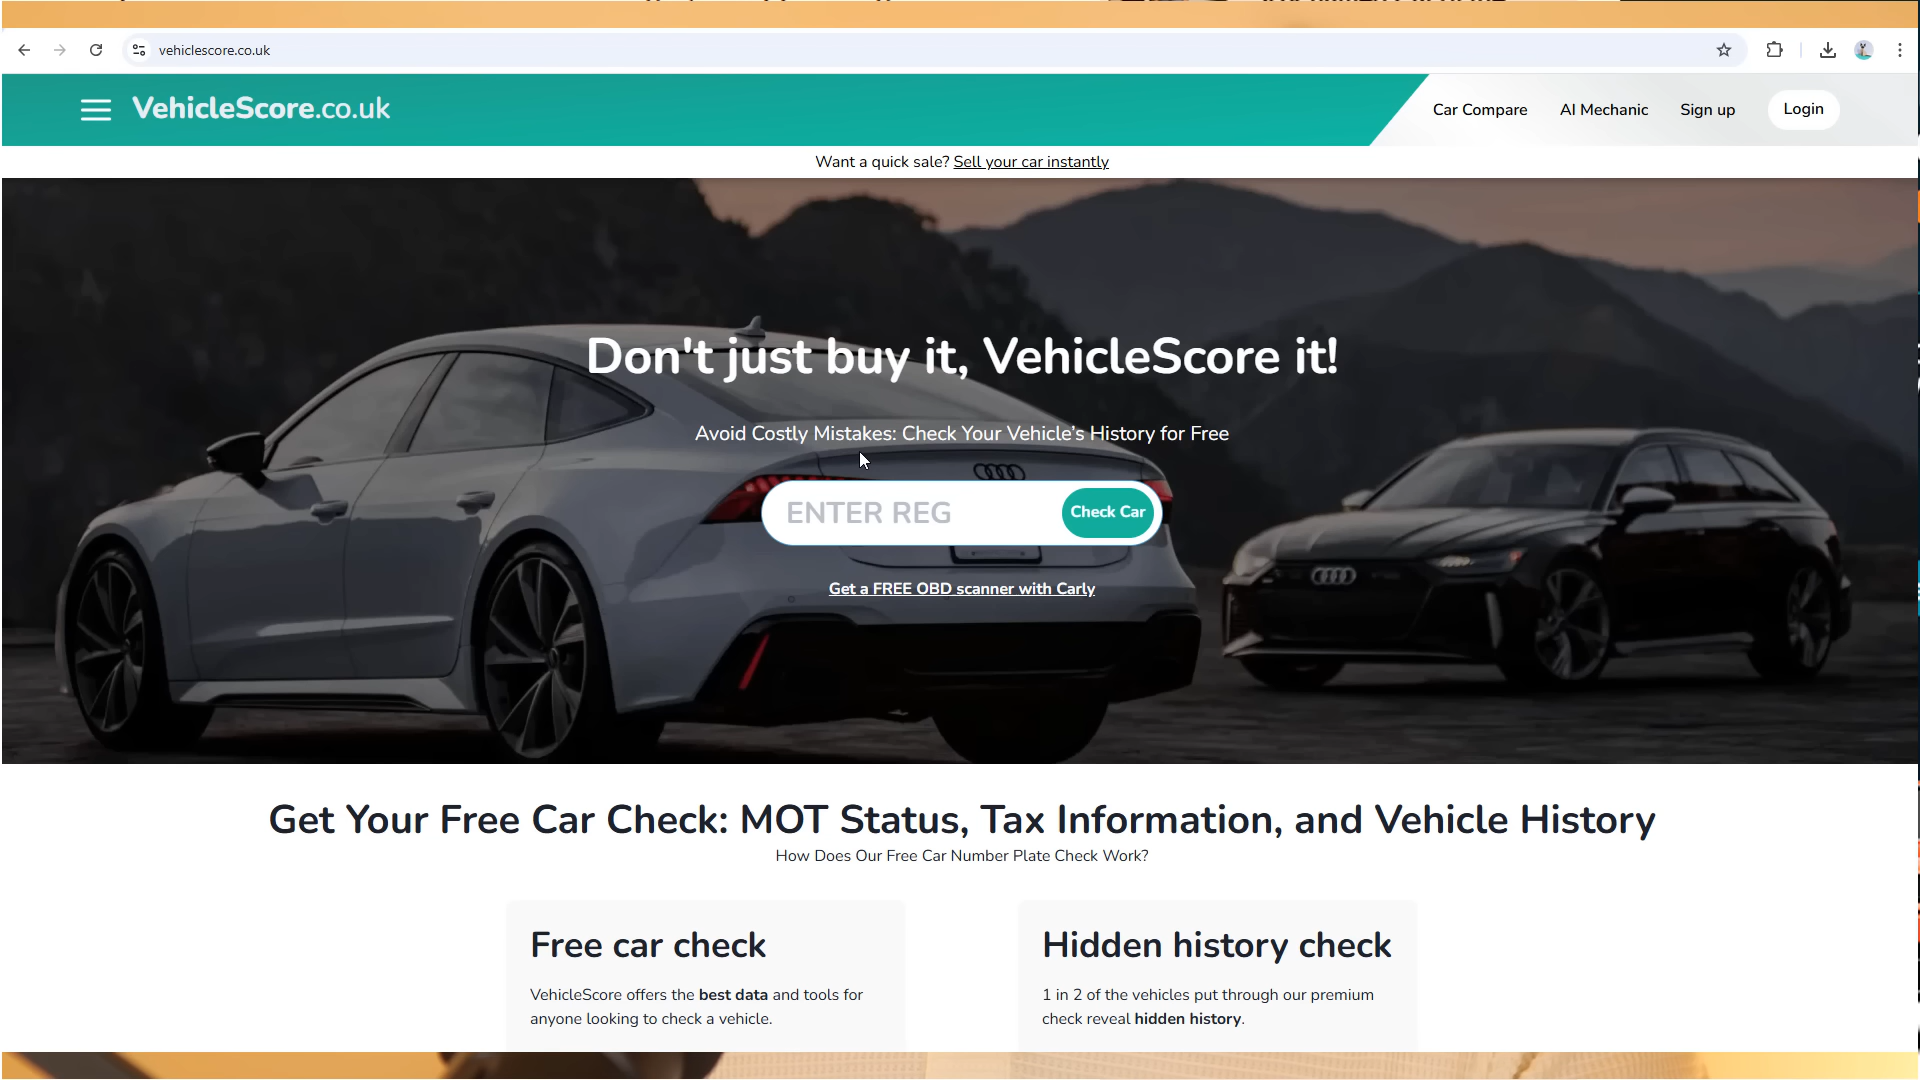 vehiclescore.co.uk
VehicleScore.co.uk
Car Compare
AI Mechanic
Sign up
Login
Want a quick sale? Sell your car instantly
Don't just buy it, VehicleScore it!
Avoid Costly Mistakes: Check Your Vehicle's History for Free
ENTER REG
Check Car
Get a FREE OBD scanner with Carly
Get Your Free Car Check: MOT Status, Tax Information, and Vehicle History
How Does Our Free Car Number Plate Check Work?
Free car check
VehicleScore offers the best data and tools for
anyone looking to check a vehicle.
Hidden history check
1 in 2 of the vehicles put through our premium
check reveal hidden history.